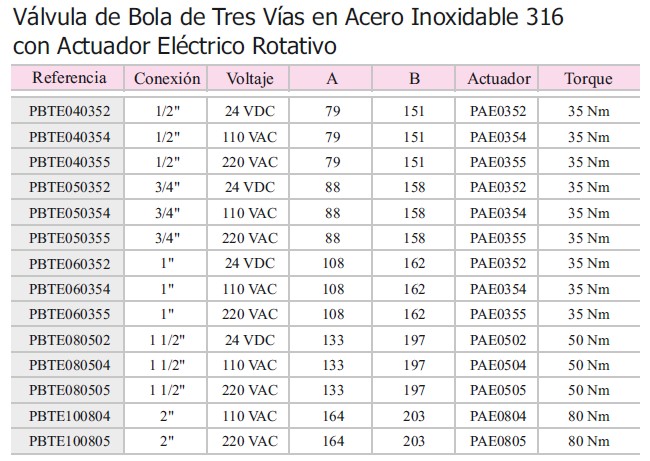 Válvula de Bola de Tres Vías en Acero Inoxidable 316
con Actuador Eléctrico Rotativo
Referencia Conexión Voltaje A B Actuador Torque
PBTE040352 1/2" 24 VDC 79 151 PAE0352 35 Nm
PBTE040354 1/2" 110 VAC 79 151 PAE0354 35 Nm
PBTE040355 1/2" 220 VAC 79 151 PAE0355 35 Nm
PBTE050352 3/4" 24 VDC 88 158 PAE0352 35 Nm
PBTE050354 3/4" 110 VAC 88 158 PAE0354 35 Nm
PBTE050355 3/4" 220 VAC 88 158 PAE0355 35 Nm
PBTE060352 1" 24 VDC 108 162 PAE0352 35 Nm
PBTE060354 1" 110 VAC 108 162 PAE0354 35 Nm
PBTE060355 1" 220 VAC 108 162 PAE0355 35 Nm
PBTE080502 1 1/2" 24 VDC 133 197 PAE0502 50 Nm
PBTE080504 1 1/2" 110 VAC 133 197 PAE0504 50 Nm
PBTE080505 1 1/2" 220 VAC 133 197 PAE0505 50 Nm
PBTE100804 2" 110 VAC 164 203 PAE0804 80 Nm
PBTE100805 2" 220 VAC 164 203 PAE0805 80 Nm